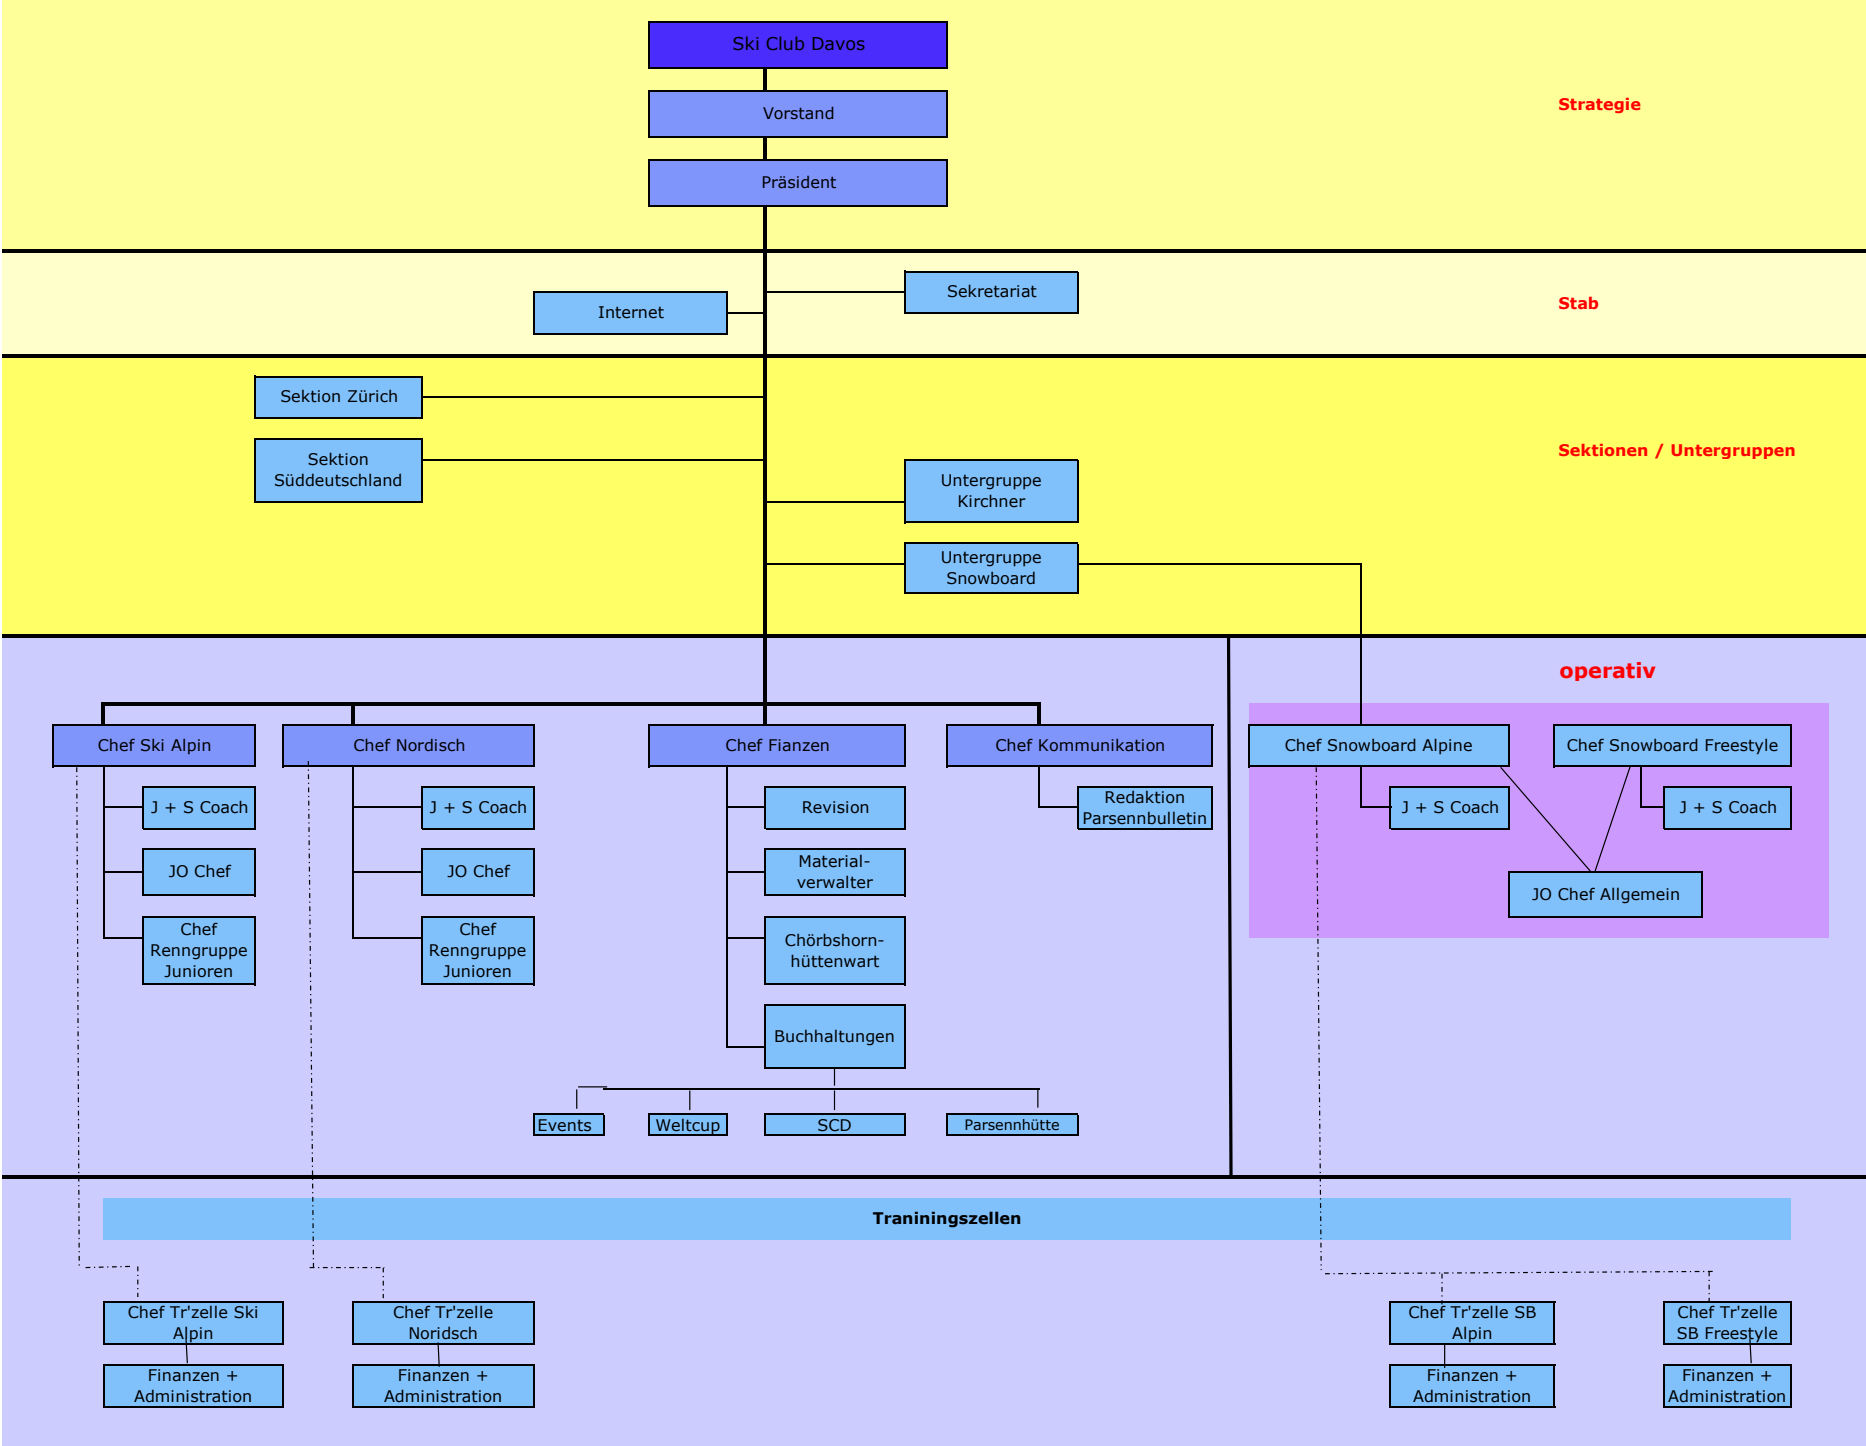 Ski Club Davos
Vorstand
Strategie
Präsident
Sekretariat
Internet
Stab
Sektion Zürich
Sektion
Süddeutschland
Sektionen / Untergruppen
Untergruppe
Kirchner
Untergruppe
Snowboard
operativ
Chef Ski Alpin
Chef Nordisch
Chef Fianzen
Chef Kommunikation
Chef Snowboard Alpine
Chef Snowboard Freestyle
J + S Coach
J + S Coach
Revision
Redaktion
Parsennbulletin
J + S Coach
J + S Coach
JO Chef
JO Chef
Material-
verwalter
JO Chef Allgemein
Chef
Renngruppe
Junioren
Chef
Renngruppe
Junioren
Chörbshorn-
hüttenwart
Buchhaltungen
Events
Weltcup
SCD
Parsennhütte
Traniningszellen
Chef Tr'zelle Ski
Alpin
Chef Tr'zelle
Noridsch
Chef Tr'zelle SB
Alpin
Chef Tr'zelle
SB Freestyle
Finanzen +
Administration
Finanzen +
Administration
Finanzen +
Administration
Finanzen +
Administration